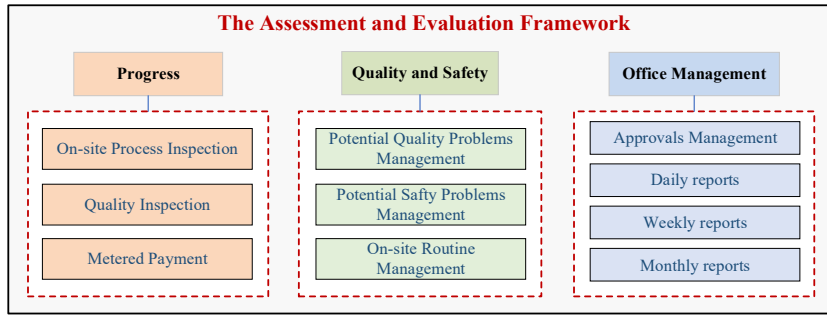 The Assessment and Evaluation Framework
Progress
On-site Process Inspection
Quality Inspection
Metered Payment
Quality and Safety
Potential Quality Problems
Management
Potential Safty Problems
Management
On-site Routine
Management
Office Management
Approvals Management
Daily reports
Weekly reports
Monthly reports